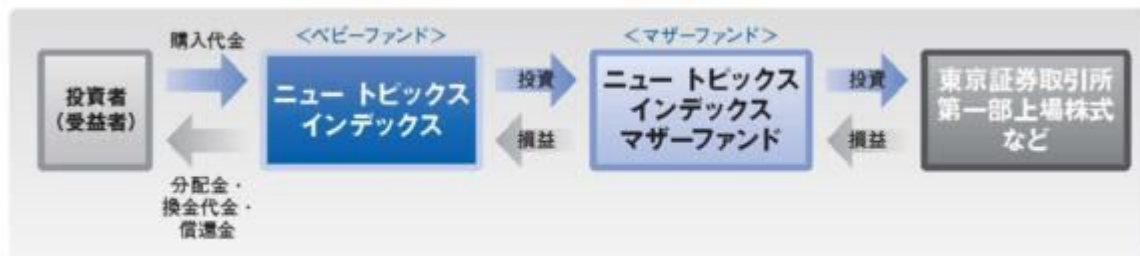 購入代金
<ベビーファンド>
<マザーファンド>
投資者
(受益者)
ニュー トピックス
インデックス
投資
損益
ニュー トピックス
インデックス
マザーファンド
投資
損益
東京証券取引所
第一部上場株式
など
分配金・
換金代金・
償還金